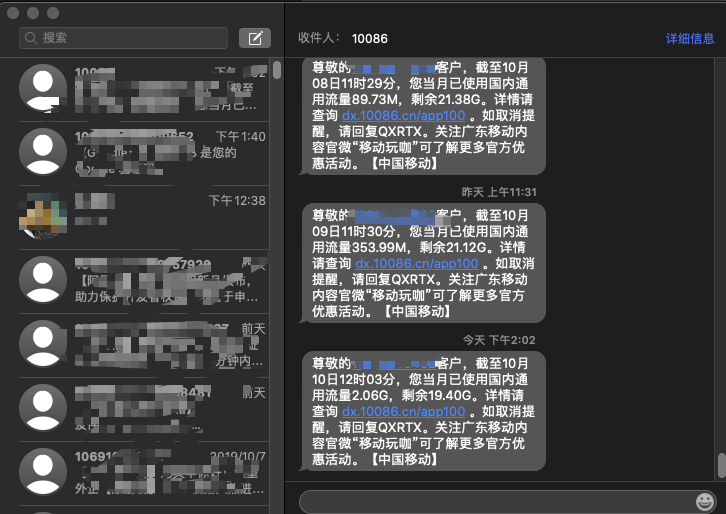 搜索
下午1:40
是您的
下午12:38
助力保护开发者权
于申…
前天
分钟内…
前天
2019/10/7
收件人： 10086
详细信息
尊敬的
客户，截至10月
08日11时29分，您当月已使用国内通
用流量89.73M，剩余21.38G。详情请
查询 dx.10086.cn/app100 。如取消提
醒，请回复QXRTX。关注广东移动内
容官微“移动玩咖”可了解更多官方优
惠活动。【中国移动】
昨天 上午11:31
尊敬的
客户，截至10月
09日11时30分，您当月已使用国内通
用流量353.99M，剩余21.12G。详情
请查询 dx.10086.cn/app100 。如取消
提醒，请回复QXRTX。关注广东移动
内容官微“移动玩咖”可了解更多官方
优惠活动。【中国移动】
今天 下午2:02
尊敬的
客户，截至10月
10日12时03分，您当月已使用国内通
用流量2.06G，剩余19.40G。详情请
查询 dx.10086.cn/app100 。如取消提
醒，请回复QXRTX。关注广东移动内
容官微“移动玩咖”可了解更多官方优
惠活动。【中国移动】